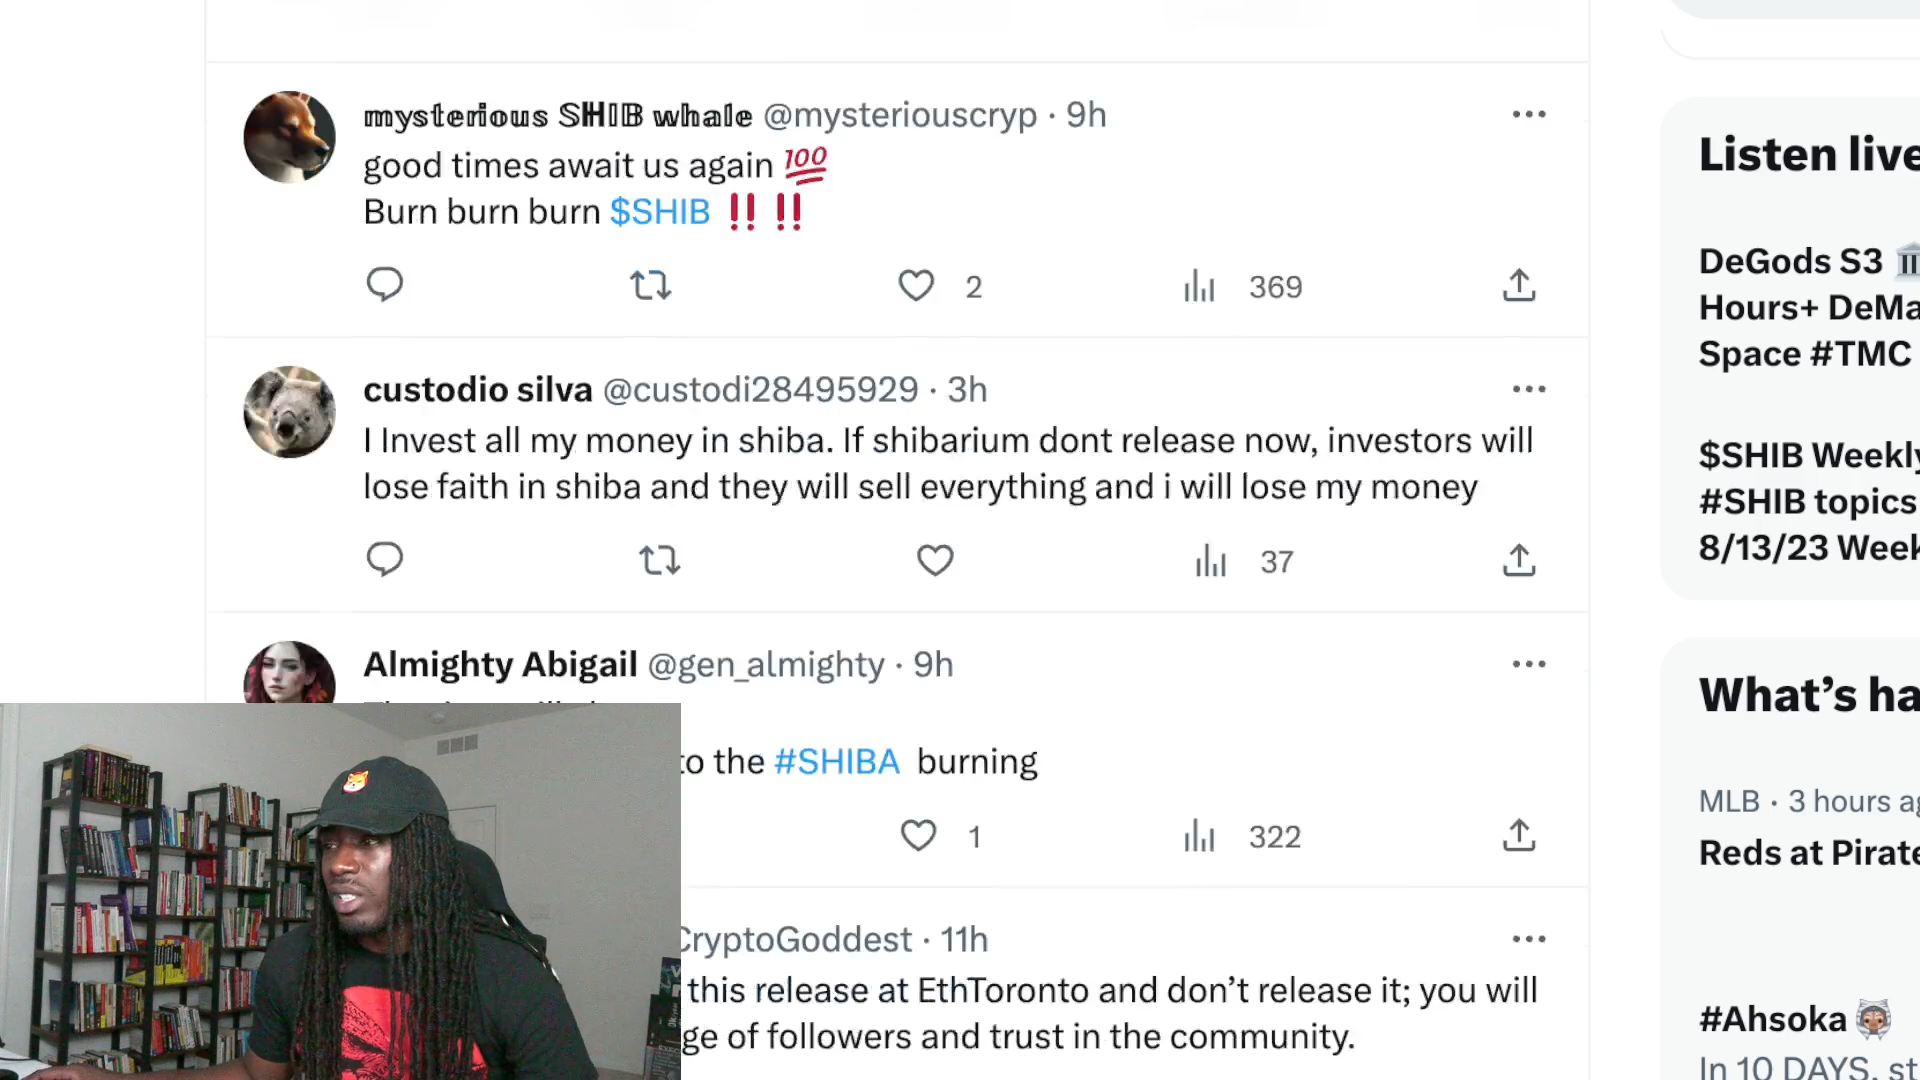 mysterious SHIB whale @mysteriouscryp · 9h
good times await us again 💯
Burn burn burn $SHIB ‼️ ‼️
2
369
custodio silva @custodi28495929 · 3h
I Invest all my money in shiba. If shibarium dont release now, investors will
lose faith in shiba and they will sell everything and i will lose my money
37
Almighty Abigail @gen_almighty · 9h
to the #SHIBA burning
1
322
CryptoGoddest · 11h
this release at EthToronto and don’t release it; you will
ge of followers and trust in the community.
Listen live
DeGods S3 🏛️
Hours+ DeMa
Space #TMC
$SHIB Weekly
#SHIB topics
8/13/23 Week
What’s ha
MLB · 3 hours ag
Reds at Pirate
#Ahsoka
In 10 DAYS, st